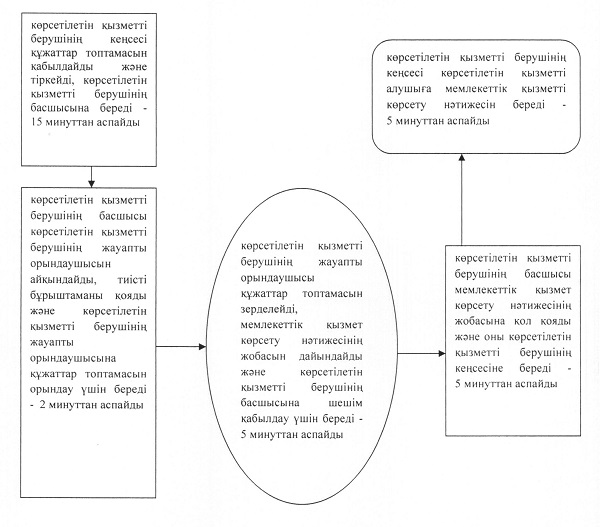 көрсетілетін қызметті
берушінің кеңсесі
құжаттар топтамасын
қабылдайды және
тіркейді, көрсетілетін
қызметті берушінің
басшысына береді -
15 минуттан аспайды
көрсетілетін қызметті
берушінің басшысы
көрсетілетін қызметті
берушінің жауапты
орындаушысын
айқындайды, тиісті
бұрыштаманы қояды
және көрсетілетін
қызметті берушінің
жауапты
орындаушысына
құжаттар топтамасын
орындау үшін береді
- 2 минуттан аспайды
көрсетілетін қызметті
берушінің жауапты
орындаушысы
құжаттар топтамасын
зерделейді,
мемлекеттік қызмет
көрсету нәтижесінің
жобасын дайындайды
және көрсетілетін
қызметті берушінің
басшысына шешім
қабылдау үшін береді -
5 минуттан аспайды
көрсетілетін қызметті
берушінің басшысы
мемлекеттік қызмет
көрсету нәтижесінің
жобасына қол қояды
және оны көрсетілетін
қызметті берушінің
кеңсесіне береді -
5 минуттан аспайды
көрсетілетін қызметті берушінің
кеңсесі көрсетілетін қызметті
алушыға мемлекеттік қызметті
көрсету нәтижесін береді -
5 минуттан аспайды